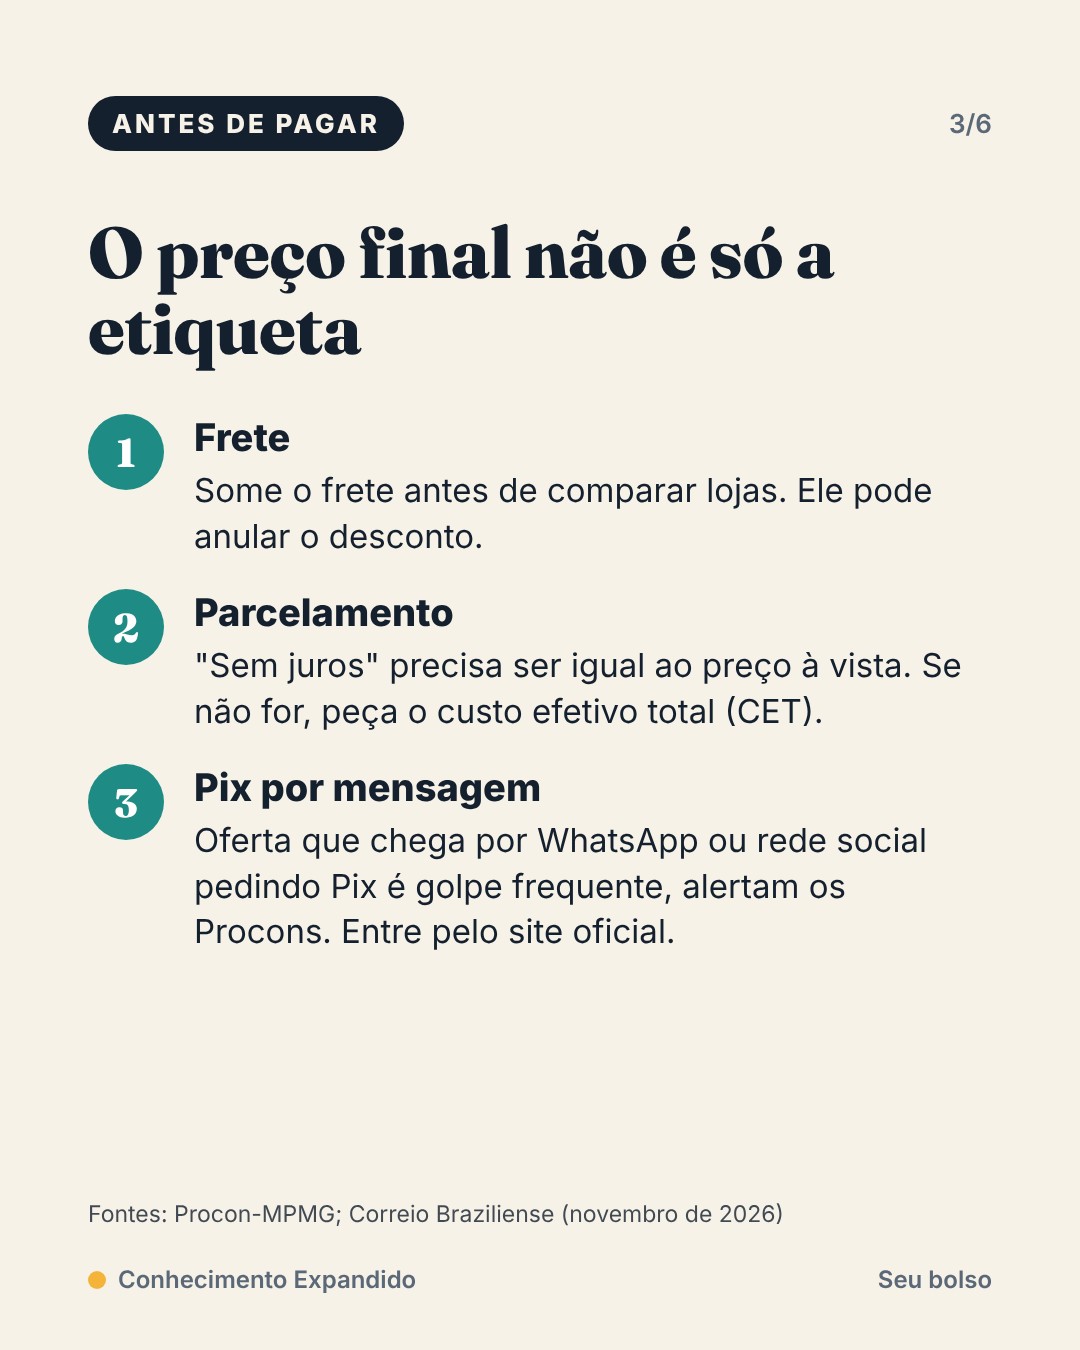 ANTES DE PAGAR
3/6
O preço final não é só a
etiqueta
1
Frete
Some o frete antes de comparar lojas. Ele pode
anular o desconto.
2
Parcelamento
"Sem juros" precisa ser igual ao preço à vista. Se
não for, peça o custo efetivo total (CET).
3
Pix por mensagem
Oferta que chega por WhatsApp ou rede social
pedindo Pix é golpe frequente, alertam os
Procons. Entre pelo site oficial.
Fontes: Procon-MPMG; Correio Braziliense (novembro de 2026)
Conhecimento Expandido
Seu bolso